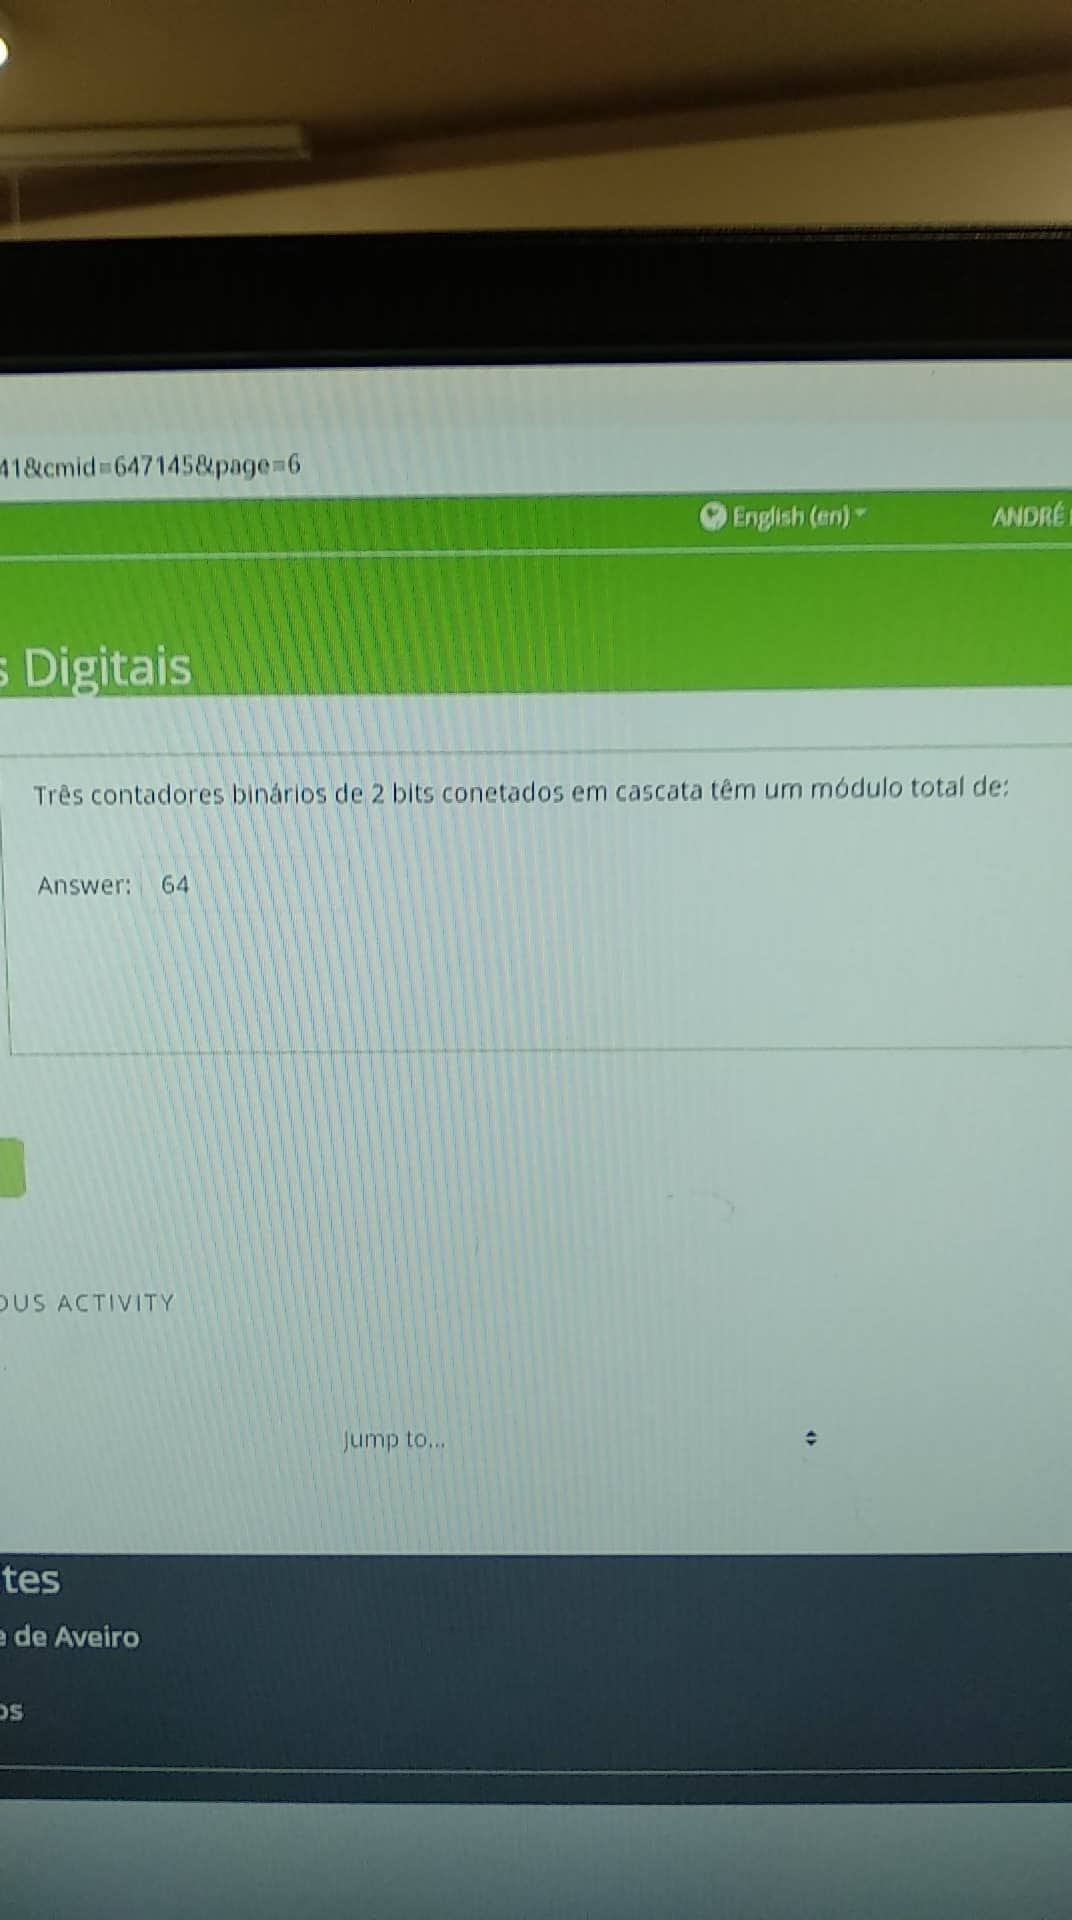 41&cmid=647145&page=6
English (en)
ANDRÉ
s Digitais
Três contadores binários de 2 bits conetados em cascata têm um módulo total de:
Answer: 64
OUS ACTIVITY
Jump to...
tes
e de Aveiro
os